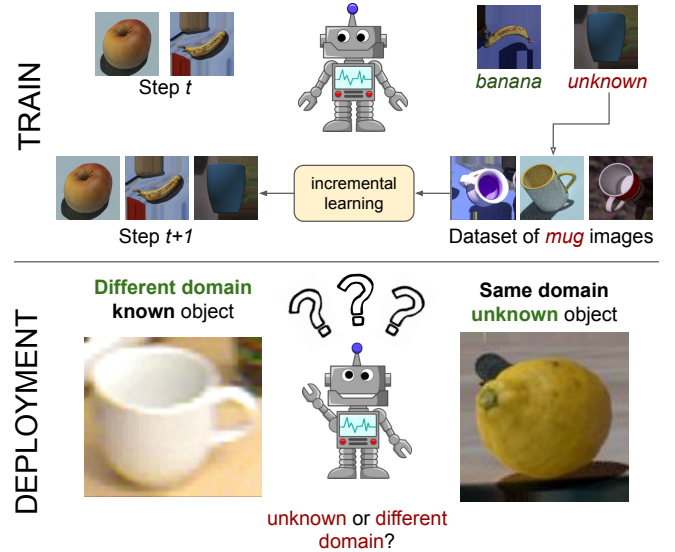 TRAIN
Step t
banana
unknown
incremental
learning
Step t+1
Dataset of mug images
DEPLOYMENT
Different domain
known object
? ? ?
Same domain
unknown object
unknown or different
domain?